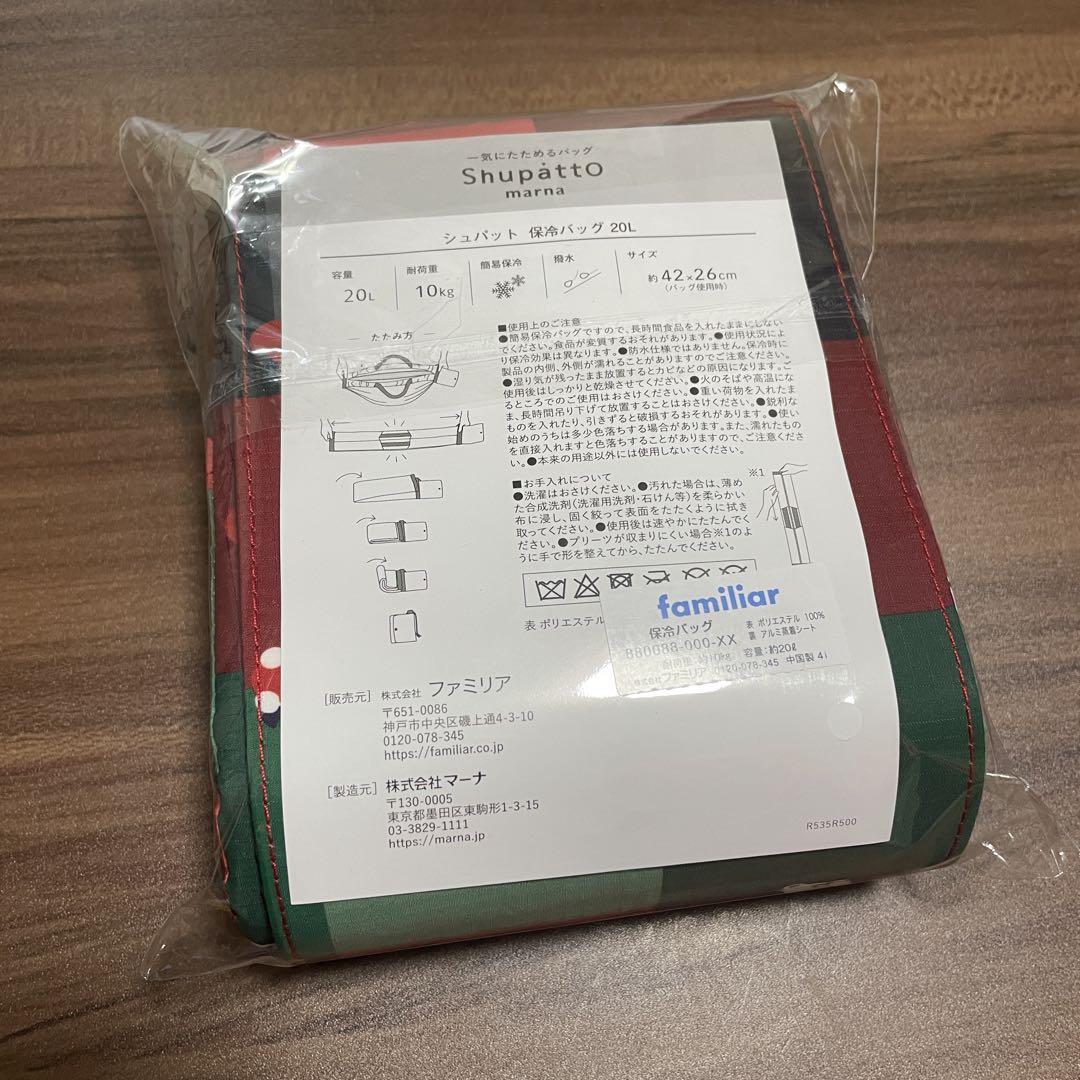 一気にたためるバッグ
Shupatto
marna
シュパット 保冷バッグ 20L
容量
20L
耐荷重
10kg
簡易保冷
撥水
サイズ
約 42×26cm
(バッグ使用時)
たたみ方
■使用上のご注意
●簡易保冷バッグですので、長時間食品を入れたままにしない
でください。食品が変質するおそれがあります。●使用状況によ
り保冷効果は異なります。●防水仕様ではありません。保冷時に
製品の内側、外側が濡れることがありますのでご注意ください。
●湿り気が残ったまま放置するとカビなどの原因になります。ご
使用後はしっかりと乾燥させてください。●火のそばや高温にな
るところでのご使用はおさけください。●重い荷物を入れたま
ま、長時間吊り下げて放置することはおさけください。●鋭利な
ものを入れたり、引きずると破損するおそれがあります。●使い
始めのうちは多少色落ちする場合があります。また、濡れたもの
を直接入れますと色落ちすることがありますので、ご注意くださ
い。●本来の用途以外には使用しないでください。
■お手入れについて
●洗濯はおさけください。●汚れた場合は、薄め
た合成洗剤(洗濯用洗剤・石けん等)を柔らかい
布に浸し、固く絞って表面をたたくように拭き
取ってください。●使用後は速やかにたたんでく
ださい。●プリーツが収まりにくい場合※1のよ
うに手で形を整えてから、たたんでください。
※1
表 ポリエステル
familiar
保冷バッグ
880688-000-XX
表 ポリエステル 100%
裏 アルミ蒸着シート
耐荷重 約10kg 容量:約20ℓ
株式会社ファミリア 0120-078-345 中国製 4i
[販売元] 株式会社 ファミリア
〒651-0086
神戸市中央区磯上通4-3-10
0120-078-345
https://familiar.co.jp
[製造元] 株式会社マーナ
〒130-0005
東京都墨田区東駒形1-3-15
03-3829-1111
https://marna.jp
R535R500